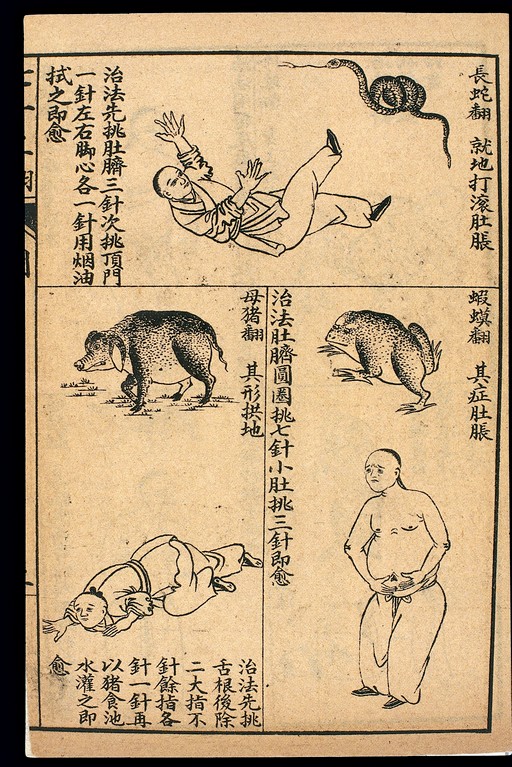 長蛇翻　就地打滚肚脹
治法先挑肚臍三針次挑頂門
一針左右脚心各一針用烟油
拭之即愈
蝦蟆翻　其症肚脹
治法肚臍圓圏挑七針小肚挑三針即愈
母猪翻　其形拱地
治法先挑
舌根後除
二大指不
針餘指各
針一針再
以猪食池
水灌之即
愈